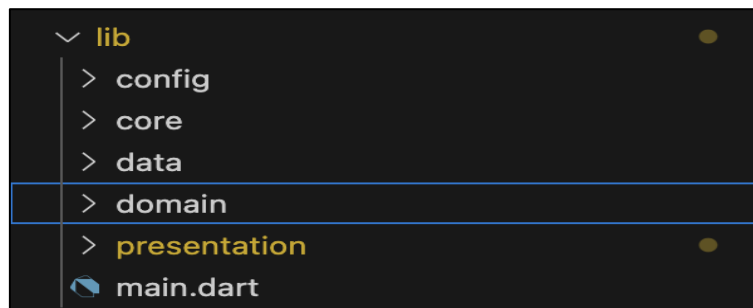 lib
config
core
data
domain
presentation
main.dart